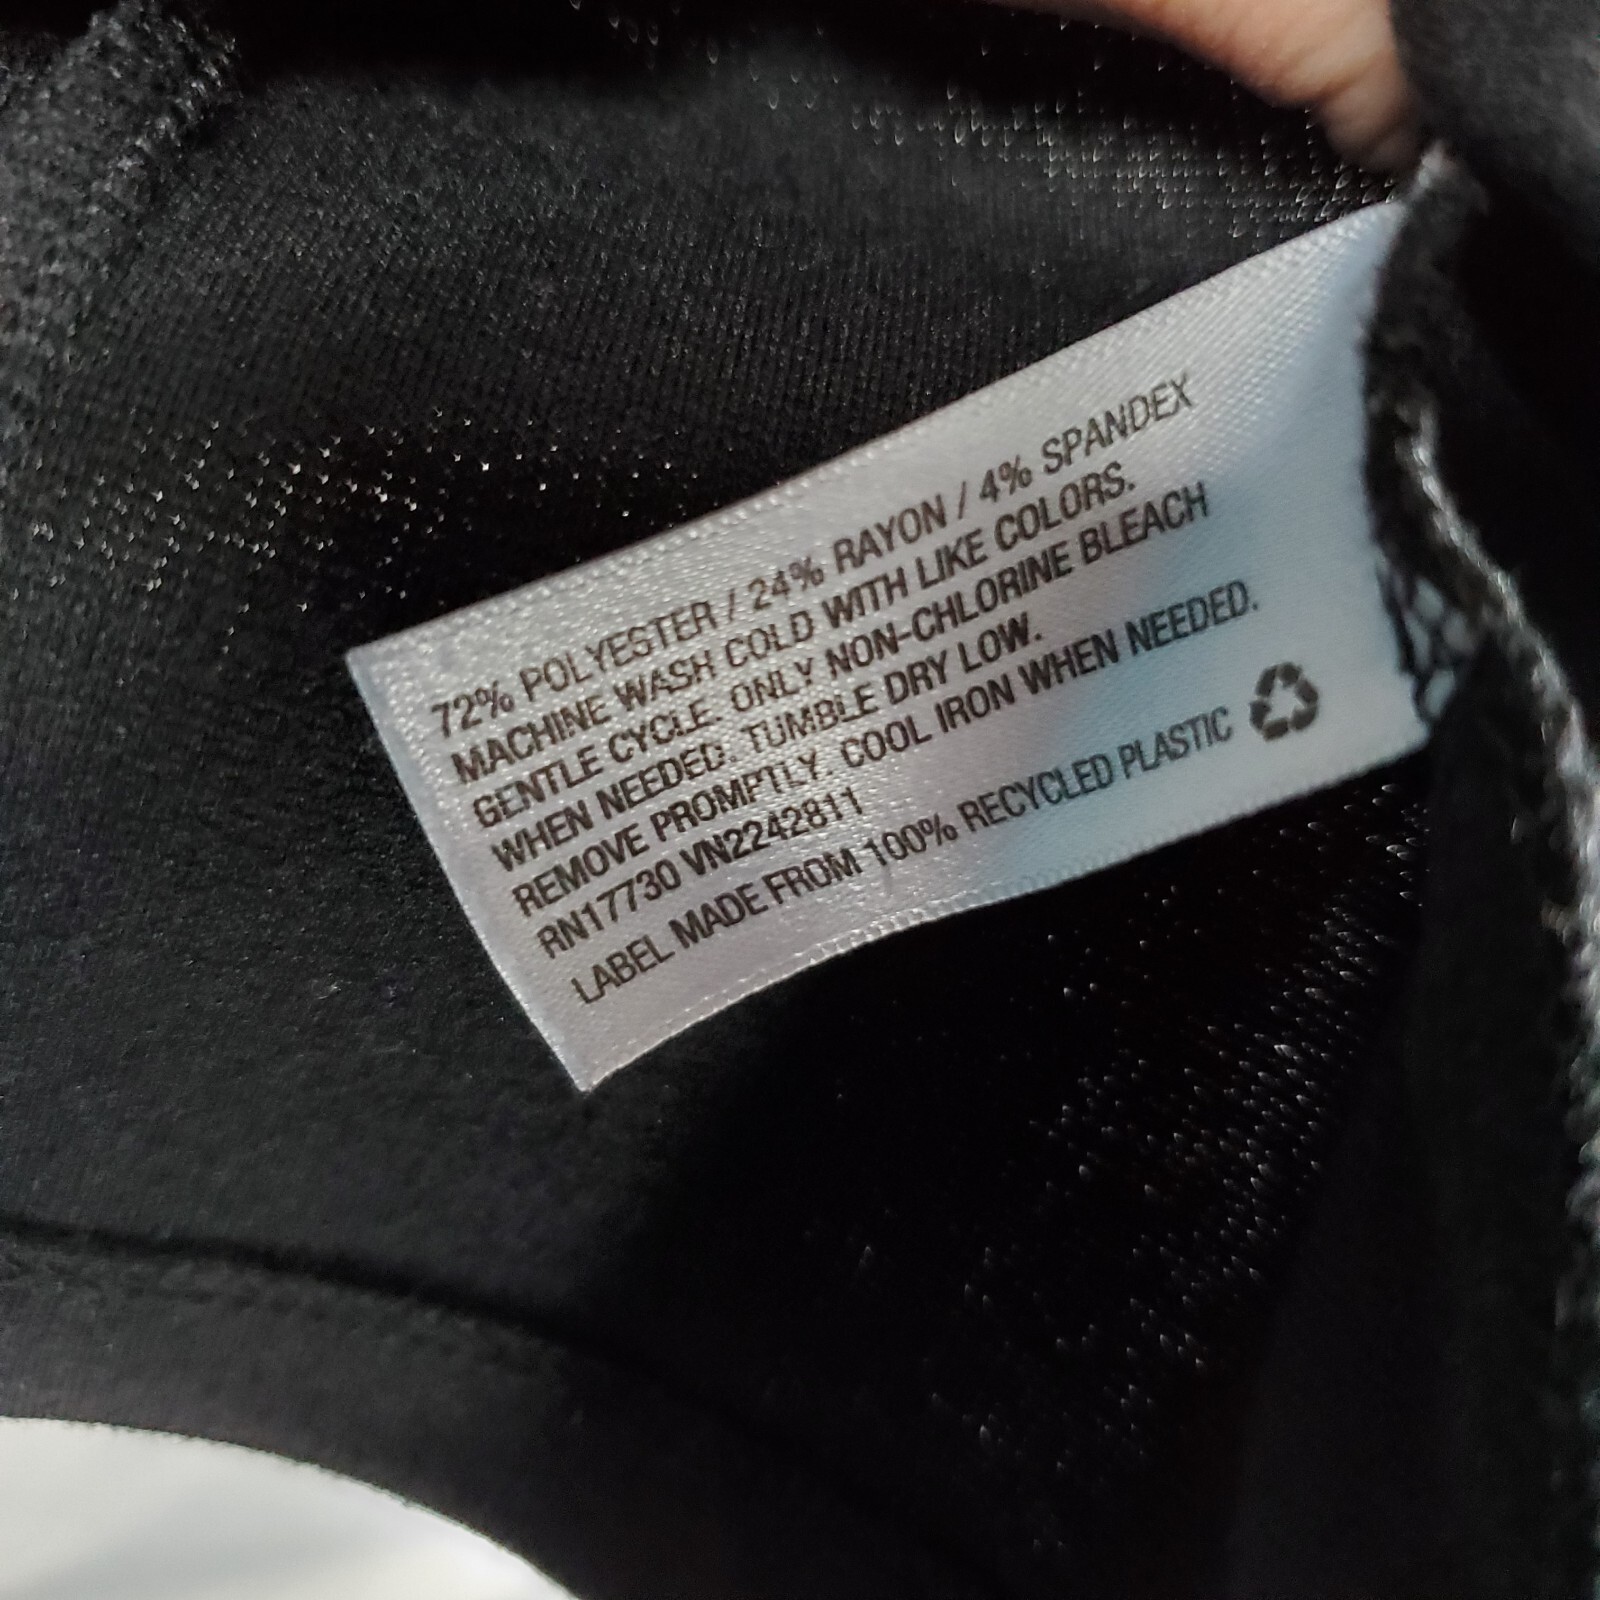 72% POLYESTER / 24% RAYON / 4% SPANDEX
MACHINE WASH COLD WITH LIKE COLORS.
GENTLE CYCLE. ONLY NON-CHLORINE BLEACH
WHEN NEEDED. TUMBLE DRY LOW.
REMOVE PROMPTLY. COOL IRON WHEN NEEDED.
RN17730 VN2242811
LABEL MADE FROM 100% RECYCLED PLASTIC